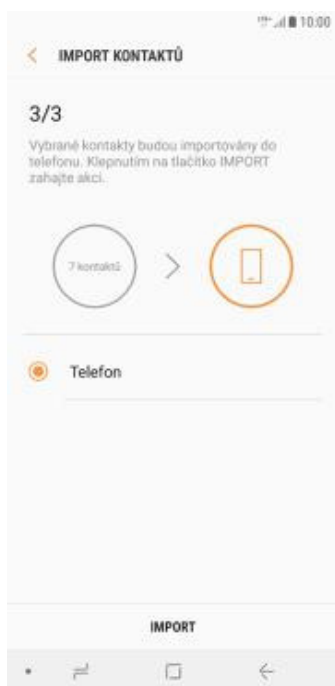 10:00
IMPORT KONTAKTŮ
3/3
Vybrané kontakty budou importovány do
telefonu. Klepnutím na tlačítko IMPORT
zahajte akci.
7 kontaktů
Telefon
IMPORT